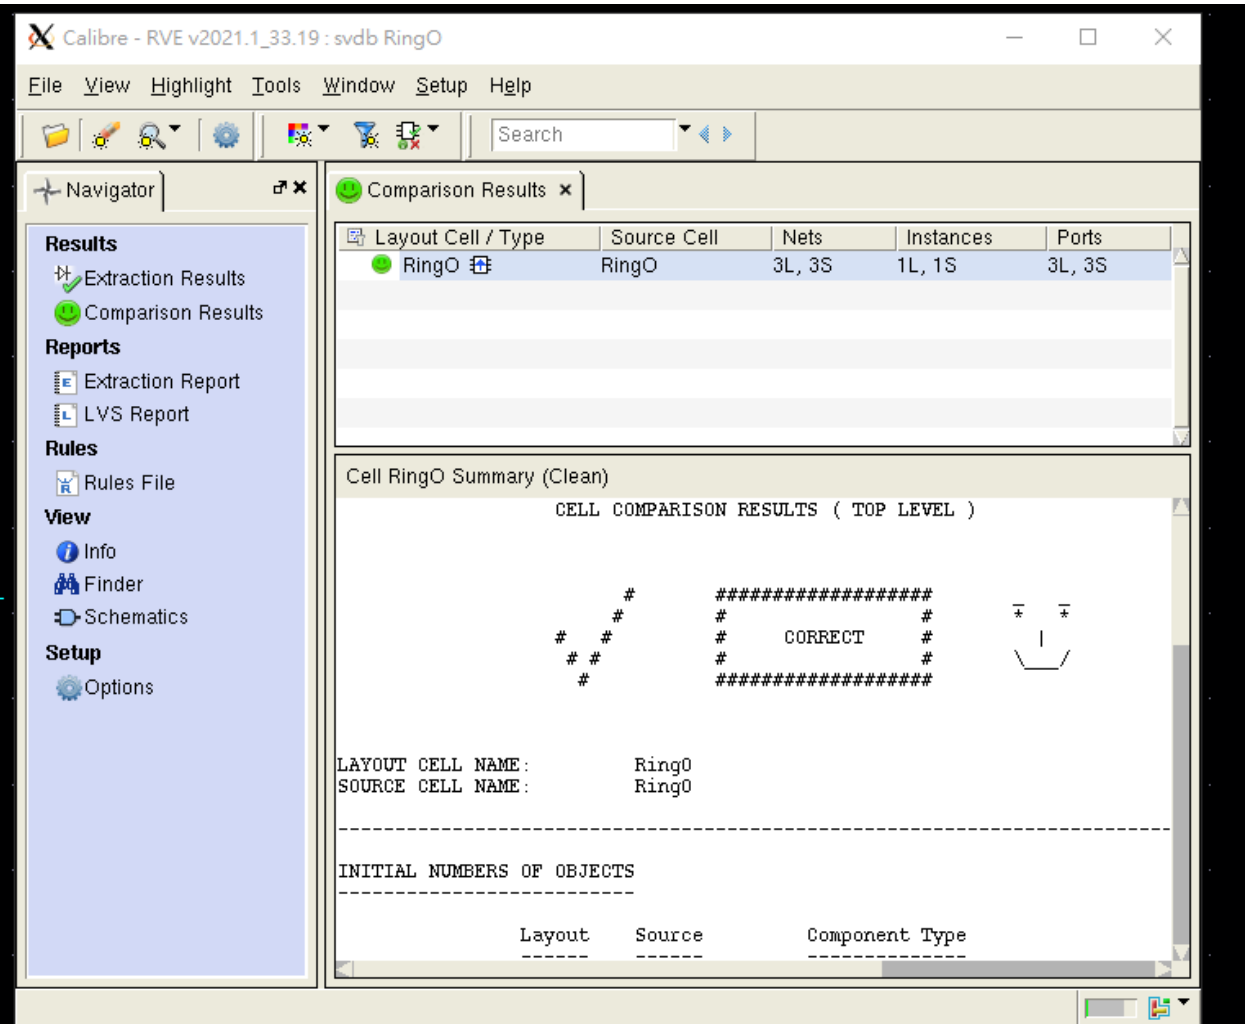 Calibre - RVE v2021.1_33.19 : svdb RingO
File View Highlight Tools Window Setup Help
Search
Navigator
Results
Extraction Results
Comparison Results
Reports
Extraction Report
LVS Report
Rules
Rules File
View
Info
Finder
Schematics
Setup
Options
Comparison Results
Layout Cell / Type Source Cell Nets Instances Ports
RingO RingO 3L, 3S 1L, 1S 3L, 3S
Cell RingO Summary (Clean)
CELL COMPARISON RESULTS ( TOP LEVEL )
CORRECT
LAYOUT CELL NAME: RingO
SOURCE CELL NAME: RingO
INITIAL NUMBERS OF OBJECTS
Layout Source Component Type